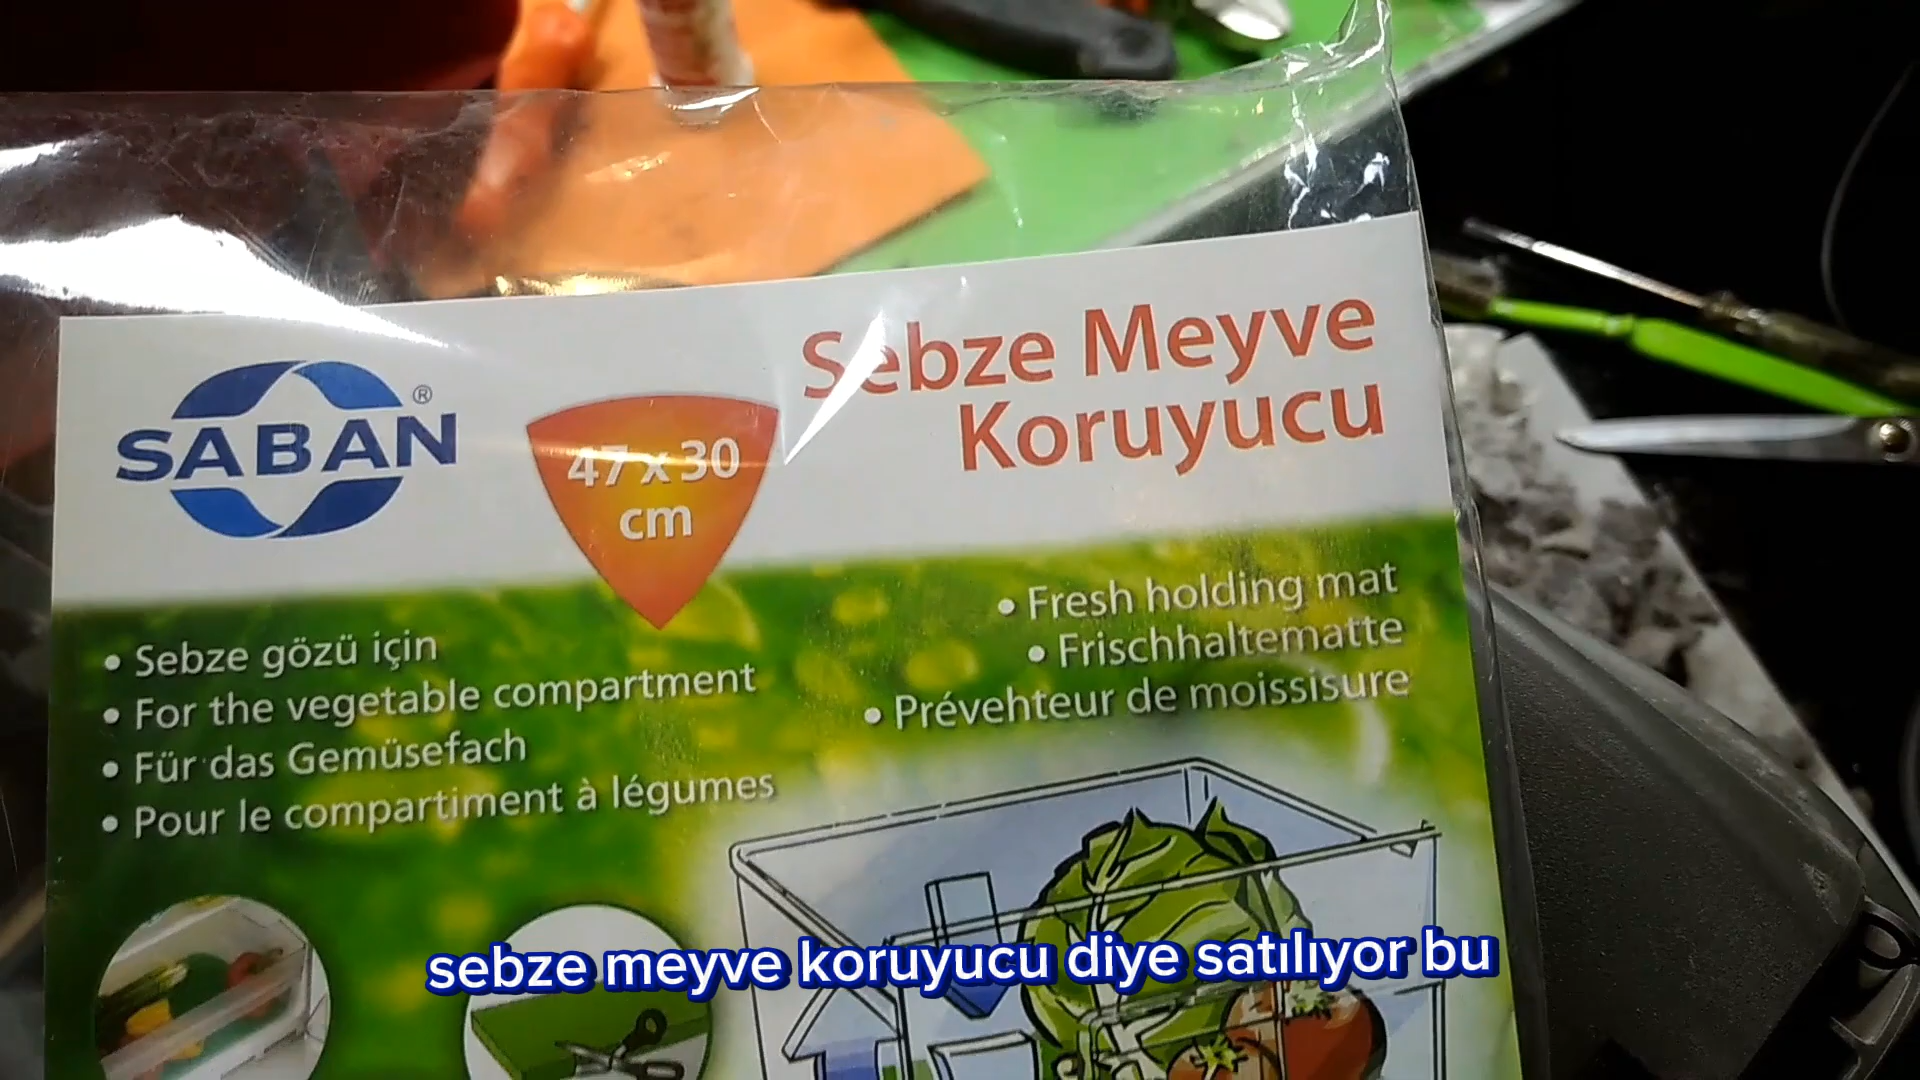 SABAN®
47 x 30
cm
Sebze Meyve
Koruyucu
• Sebze gözü için
• For the vegetable compartment
• Für das Gemüsefach
• Pour le compartiment à légumes
• Fresh holding mat
• Frischhaltematte
• Prévehteur de moissisure
sebze meyve koruyucu diye satılıyor bu